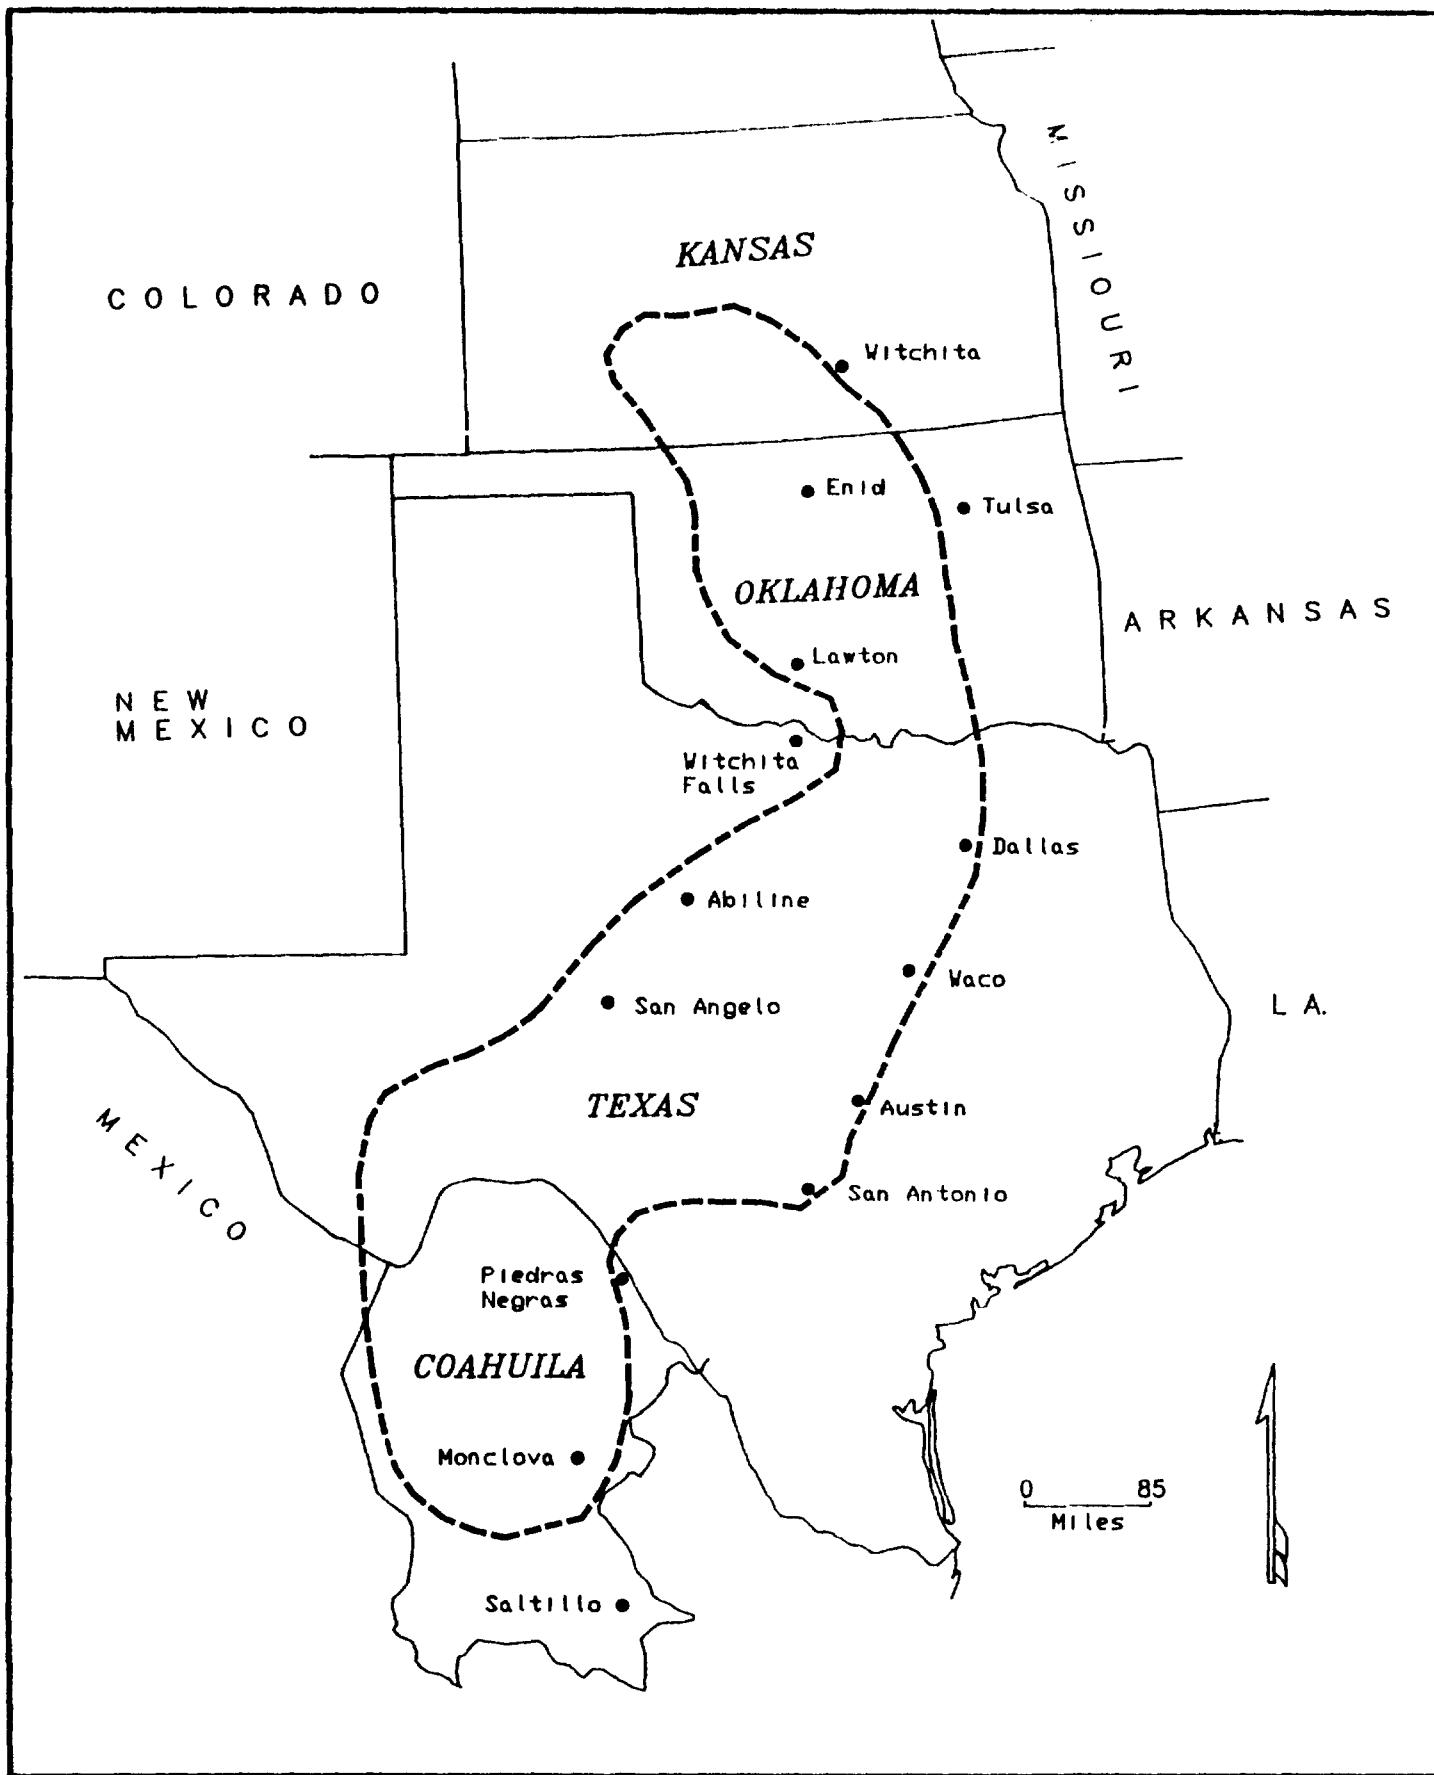 MISSOURI
KANSAS
COLORADO
Witchita
Enid
Tulsa
OKLAHOMA
ARKANSAS
Lawton
NEW
MEXICO
Witchita
Falls
Dallas
Abiline
Waco
San Angelo
L A.
TEXAS
Austin
MEXICO
San Antonio
Piedras
Negras
COAHUILA
Monclova
0 85
Miles
Saltillo